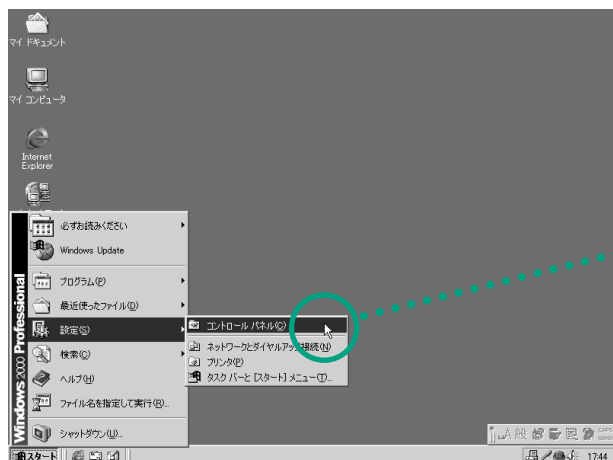 マイ ドキュメント
マイ コンピュータ
Internet
Explorer
必ずお読みください
Windows Update
プログラム(P)
最近使ったファイル(D)
設定(S)
検索(C)
ヘルプ(H)
ファイル名を指定して実行(R)...
シャットダウン(U)...
Windows 2000 Professional
コントロール パネル(C)
ネットワークとダイヤルアップ接続(N)
プリンタ(P)
タスク バーと [スタート] メニュー(T)...
スタート
A 般
CAPS
17:44